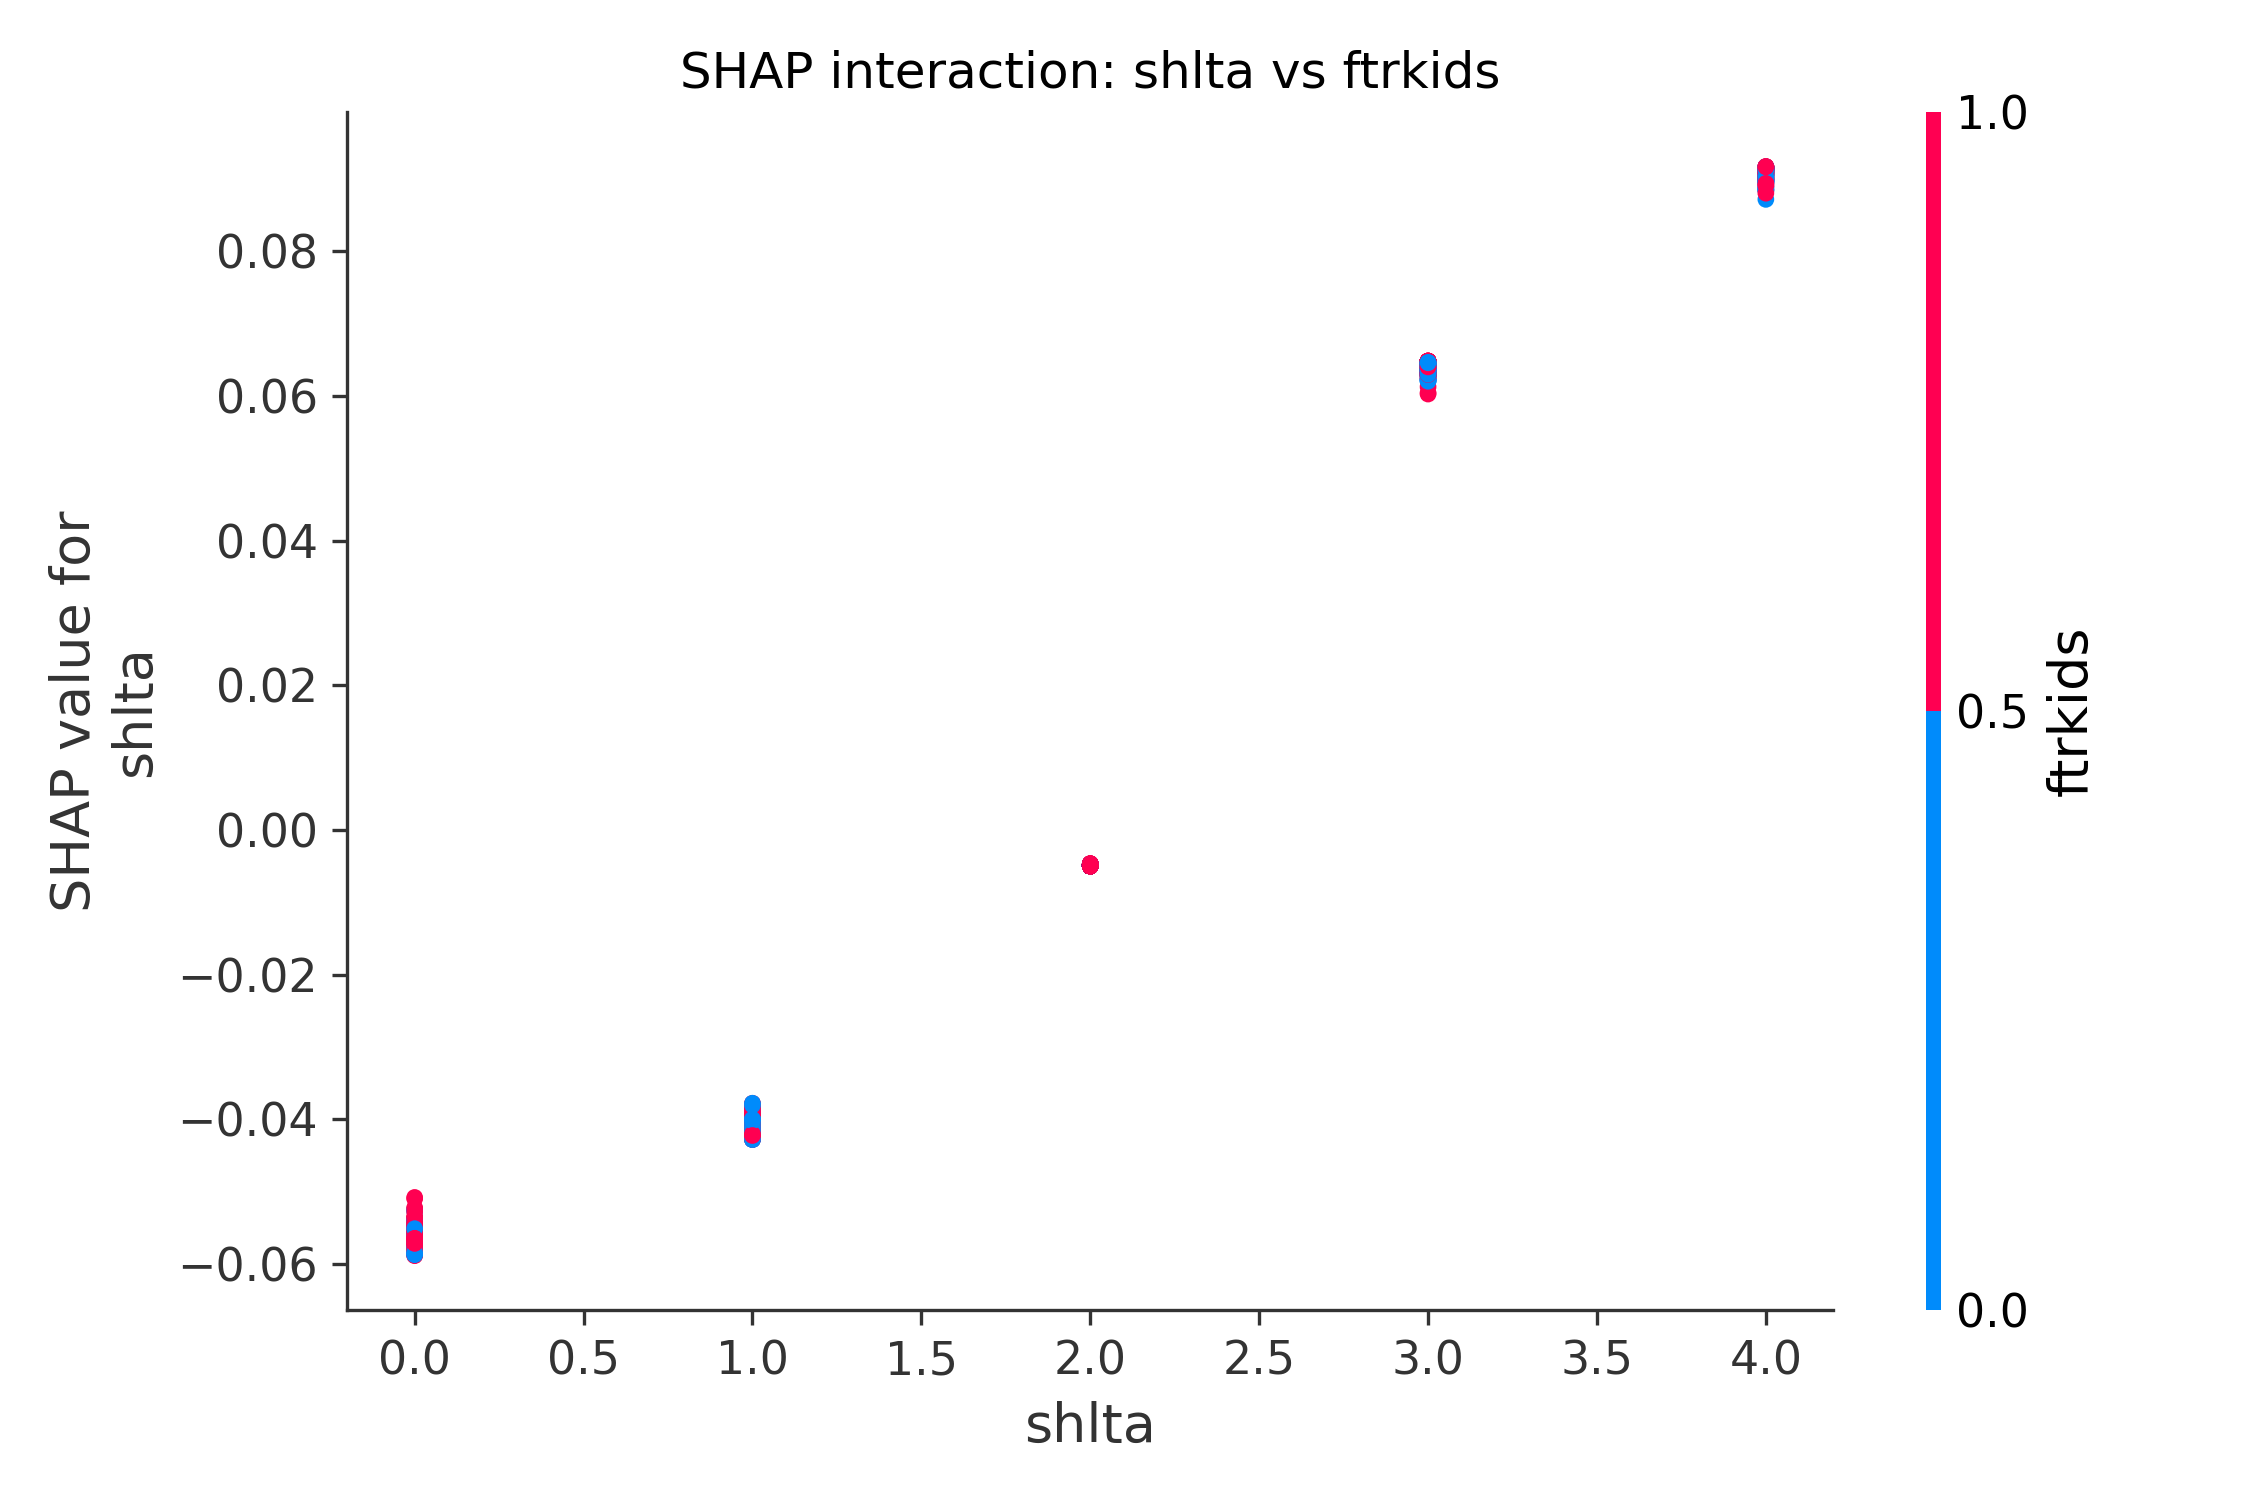 SHAP interaction: shlta vs ftrkids
SHAP value for
shlta
0.08
0.06
0.04
0.02
0.00
−0.02
−0.04
−0.06
0.0 0.5 1.0 1.5 2.0 2.5 3.0 3.5 4.0
shlta
1.0
0.5
0.0
ftrkids